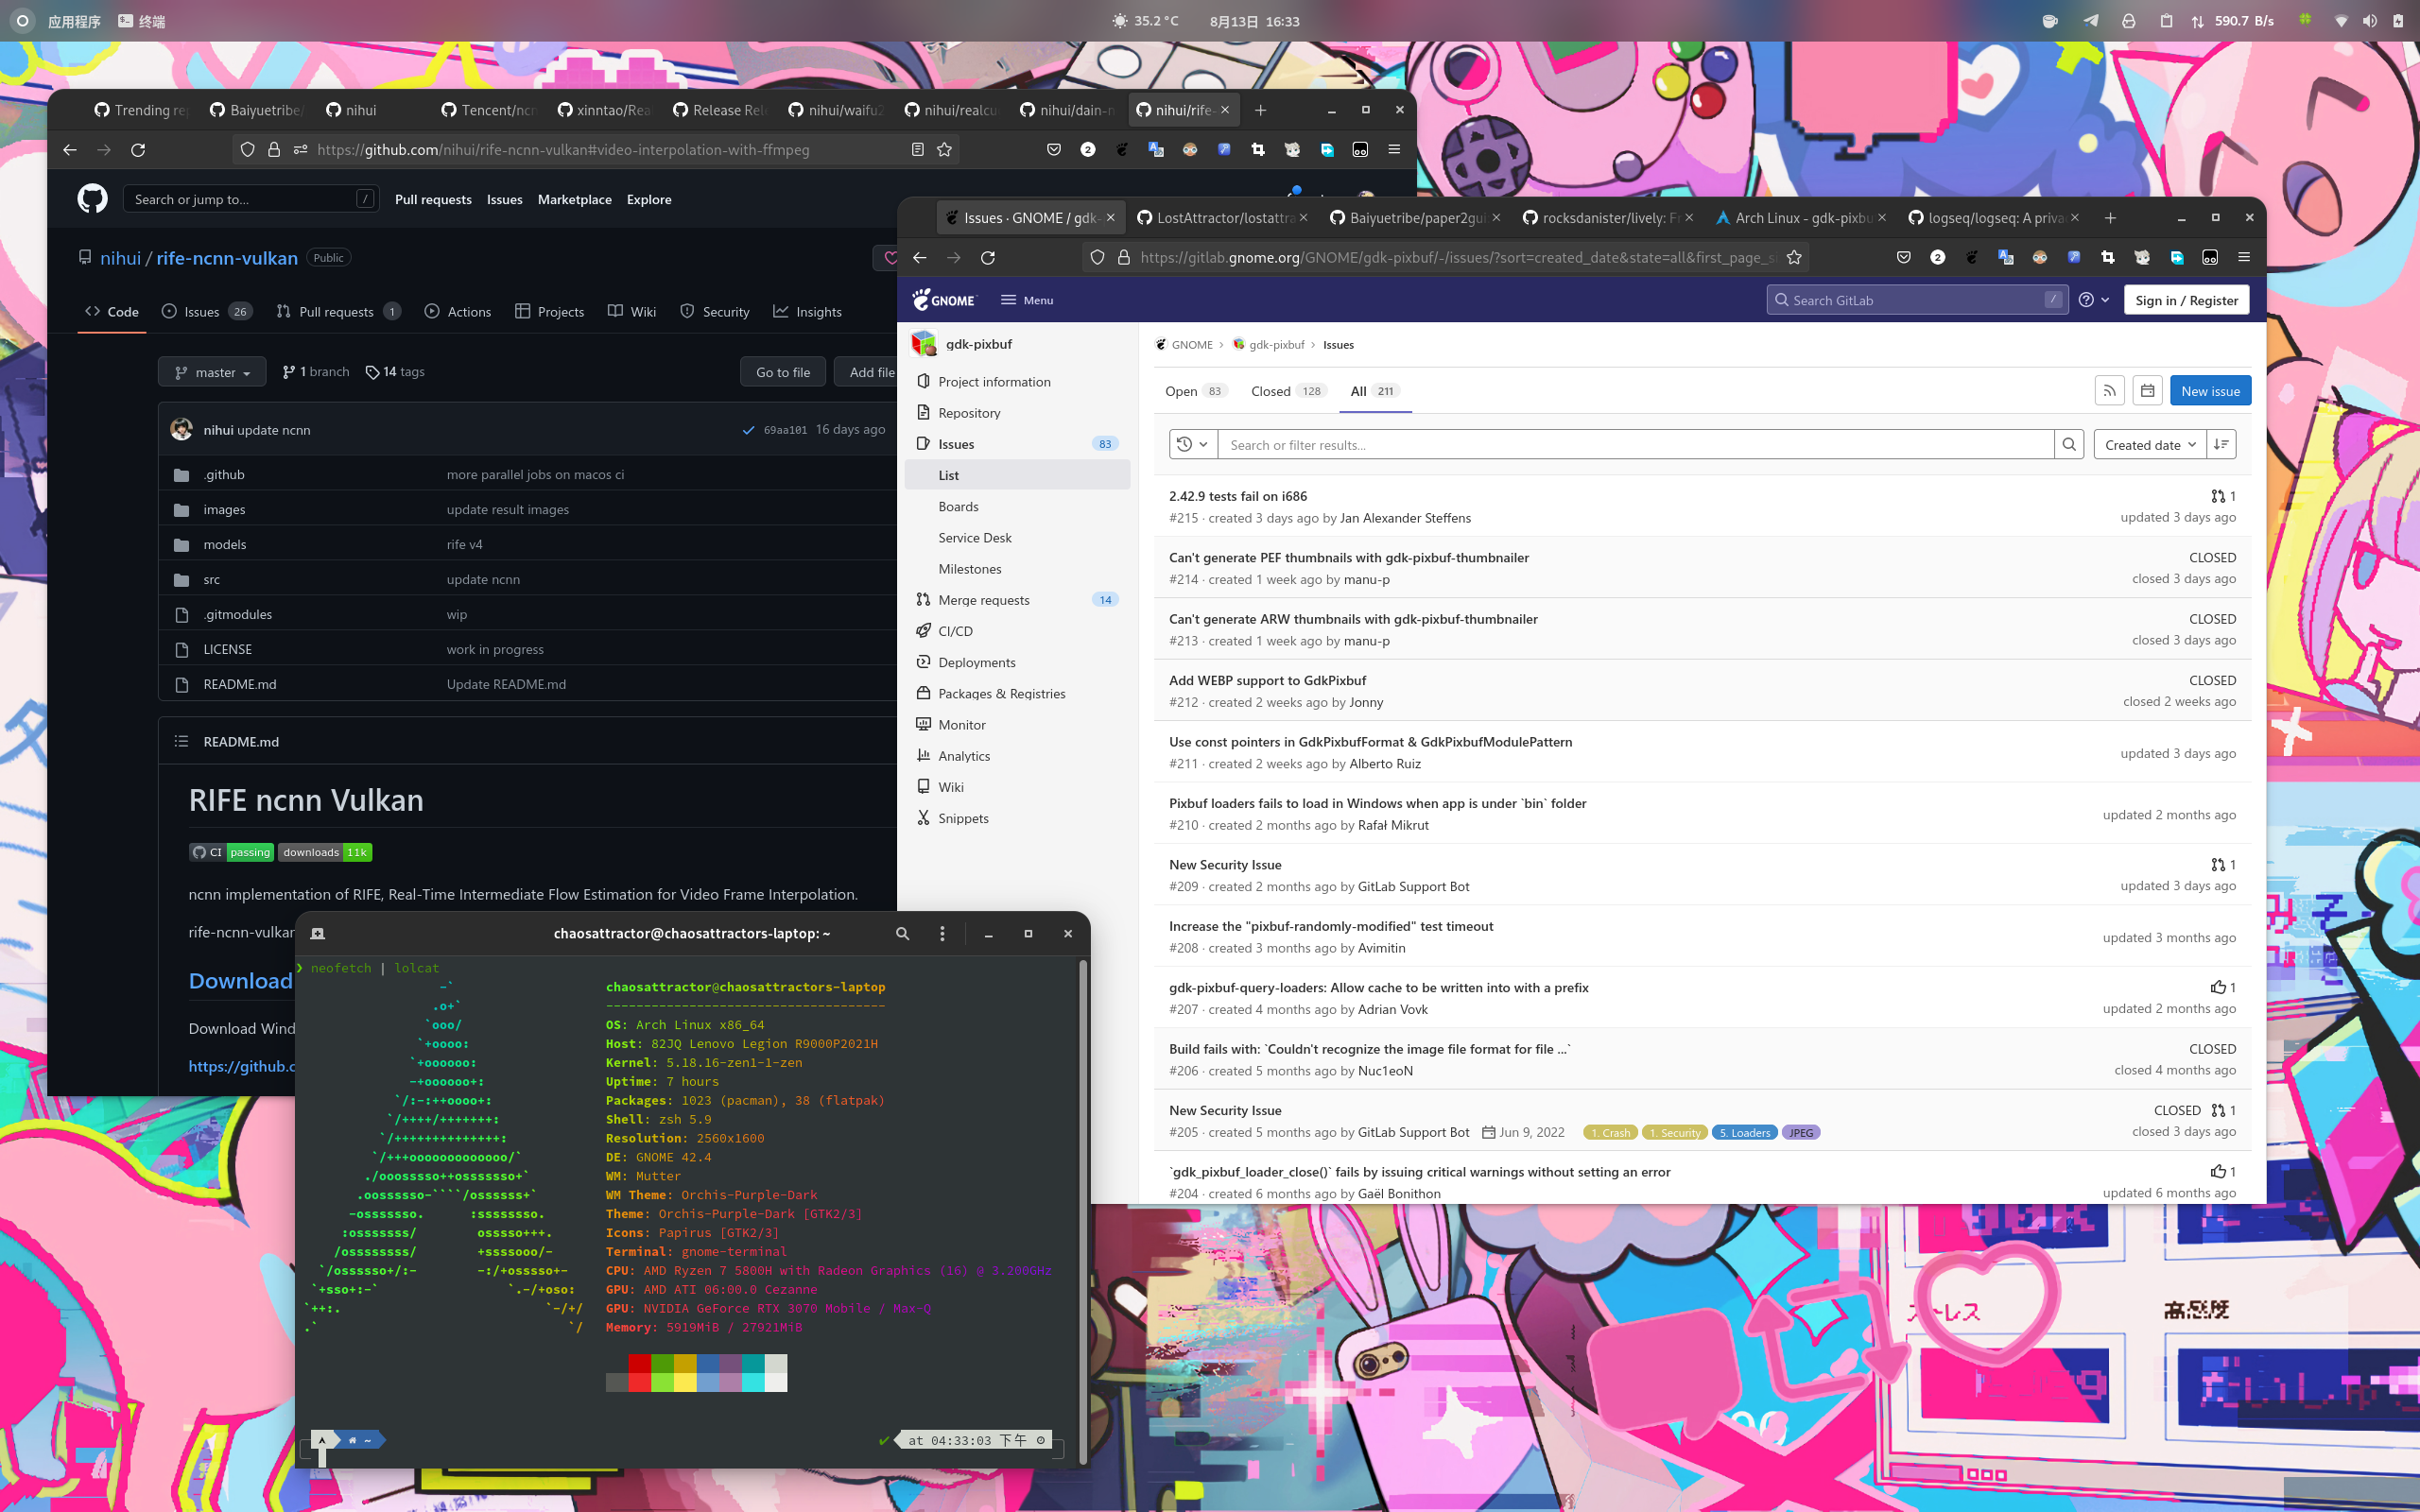 应用程序 终端 35.2 °C 8月13日 16:33 590.7 B/s
Trending re Baiyuetribe/ nihui Tencent/ncn xinntao/Rea Release Rel nihui/waifu2 nihui/realcu nihui/dain-n nihui/rife-
https://github.com/nihui/rife-ncnn-vulkan#video-interpolation-with-ffmpeg 2
Search or jump to... / Pull requests Issues Marketplace Explore
nihui / rife-ncnn-vulkan Public
Code Issues 26 Pull requests 1 Actions Projects Wiki Security Insights
master 1 branch 14 tags Go to file Add file
nihui update ncnn 69aa101 16 days ago
.github more parallel jobs on macos ci
images update result images
models rife v4
src update ncnn
.gitmodules wip
LICENSE work in progress
README.md Update README.md
README.md
RIFE ncnn Vulkan
CI passing downloads 11k
ncnn implementation of RIFE, Real-Time Intermediate Flow Estimation for Video Frame Interpolation.
rife-ncnn-vulkan
Download
Download Wind
https://github.c
Issues · GNOME / gdk- LostAttractor/lostattra Baiyuetribe/paper2gui rocksdanister/lively: Fr Arch Linux - gdk-pixbu logseq/logseq: A priva
https://gitlab.gnome.org/GNOME/gdk-pixbuf/-/issues/?sort=created_date&state=all&first_page_s 2
GNOME Menu Search GitLab / Sign in / Register
gdk-pixbuf
Project information
Repository
Issues 83
List
Boards
Service Desk
Milestones
Merge requests 14
CI/CD
Deployments
Packages & Registries
Monitor
Analytics
Wiki
Snippets
GNOME › gdk-pixbuf › Issues
Open 83 Closed 128 All 211 New issue
Search or filter results... Created date
2.42.9 tests fail on i686 1
#215 · created 3 days ago by Jan Alexander Steffens updated 3 days ago
Can't generate PEF thumbnails with gdk-pixbuf-thumbnailer CLOSED
#214 · created 1 week ago by manu-p closed 3 days ago
Can't generate ARW thumbnails with gdk-pixbuf-thumbnailer CLOSED
#213 · created 1 week ago by manu-p closed 3 days ago
Add WEBP support to GdkPixbuf CLOSED
#212 · created 2 weeks ago by Jonny closed 2 weeks ago
Use const pointers in GdkPixbufFormat & GdkPixbufModulePattern
#211 · created 2 weeks ago by Alberto Ruiz updated 3 days ago
Pixbuf loaders fails to load in Windows when app is under `bin` folder
#210 · created 2 months ago by Rafał Mikrut updated 2 months ago
New Security Issue 1
#209 · created 2 months ago by GitLab Support Bot updated 3 days ago
Increase the "pixbuf-randomly-modified" test timeout
#208 · created 3 months ago by Avimitin updated 3 months ago
gdk-pixbuf-query-loaders: Allow cache to be written into with a prefix 1
#207 · created 4 months ago by Adrian Vovk updated 2 months ago
Build fails with: `Couldn't recognize the image file format for file ...` CLOSED
#206 · created 5 months ago by Nuc1eoN closed 4 months ago
New Security Issue CLOSED 1
#205 · created 5 months ago by GitLab Support Bot Jun 9, 2022 1. Crash 1. Security 5. Loaders JPEG closed 3 days ago
`gdk_pixbuf_loader_close()` fails by issuing critical warnings without setting an error 1
#204 · created 6 months ago by Gaël Bonithon updated 6 months ago
chaosattractor@chaosattractors-laptop: ~
❯ neofetch | lolcat
chaosattractor@chaosattractors-laptop
-------------------------------------
OS: Arch Linux x86_64
Host: 82JQ Lenovo Legion R9000P2021H
Kernel: 5.18.16-zen1-1-zen
Uptime: 7 hours
Packages: 1023 (pacman), 38 (flatpak)
Shell: zsh 5.9
Resolution: 2560x1600
DE: GNOME 42.4
WM: Mutter
WM Theme: Orchis-Purple-Dark
Theme: Orchis-Purple-Dark [GTK2/3]
Icons: Papirus [GTK2/3]
Terminal: gnome-terminal
CPU: AMD Ryzen 7 5800H with Radeon Graphics (16) @ 3.200GHz
GPU: AMD ATI 06:00.0 Cezanne
GPU: NVIDIA GeForce RTX 3070 Mobile / Max-Q
Memory: 5919MiB / 27921MiB
~ at 04:33:03 下午
ストレス
高感度